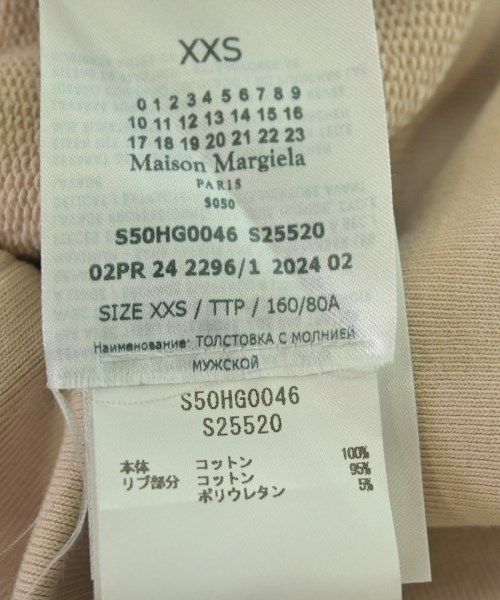 XXS
0 1 2 3 4 5 6 7 8 9
10 11 12 13 14 15 16
17 18 19 20 21 22 23
Maison Margiela
PARIS
S050
S50HG0046 S25520
02PR 24 2296/1 2024 02
SIZE XXS / TTP / 160/80A
Наименование: ТОЛСТОВКА С МОЛНИЕЙ
МУЖСКОЙ
S50HG0046
S25520
本体 コットン 100%
リブ部分 コットン 95%
ポリウレタン 5%